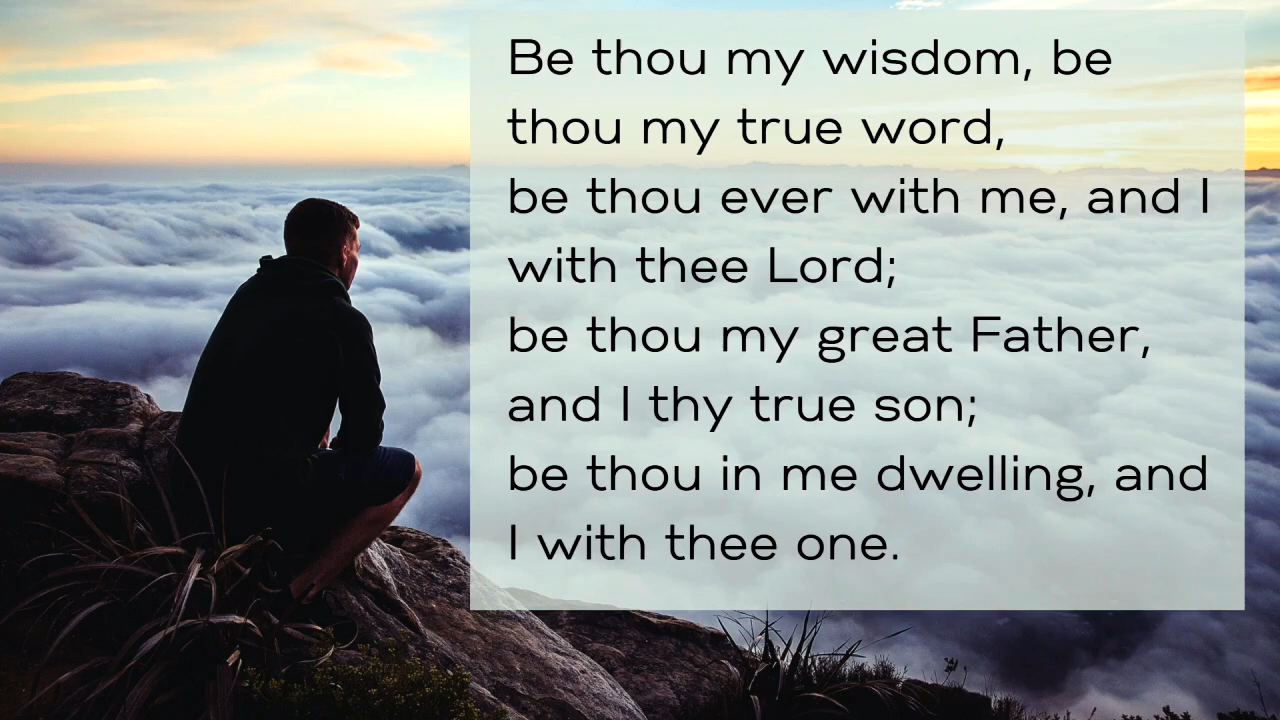 Be thou my wisdom, be
thou my true word,
be thou ever with me, and I
with thee Lord;
be thou my great Father,
and I thy true son;
be thou in me dwelling, and
I with thee one.